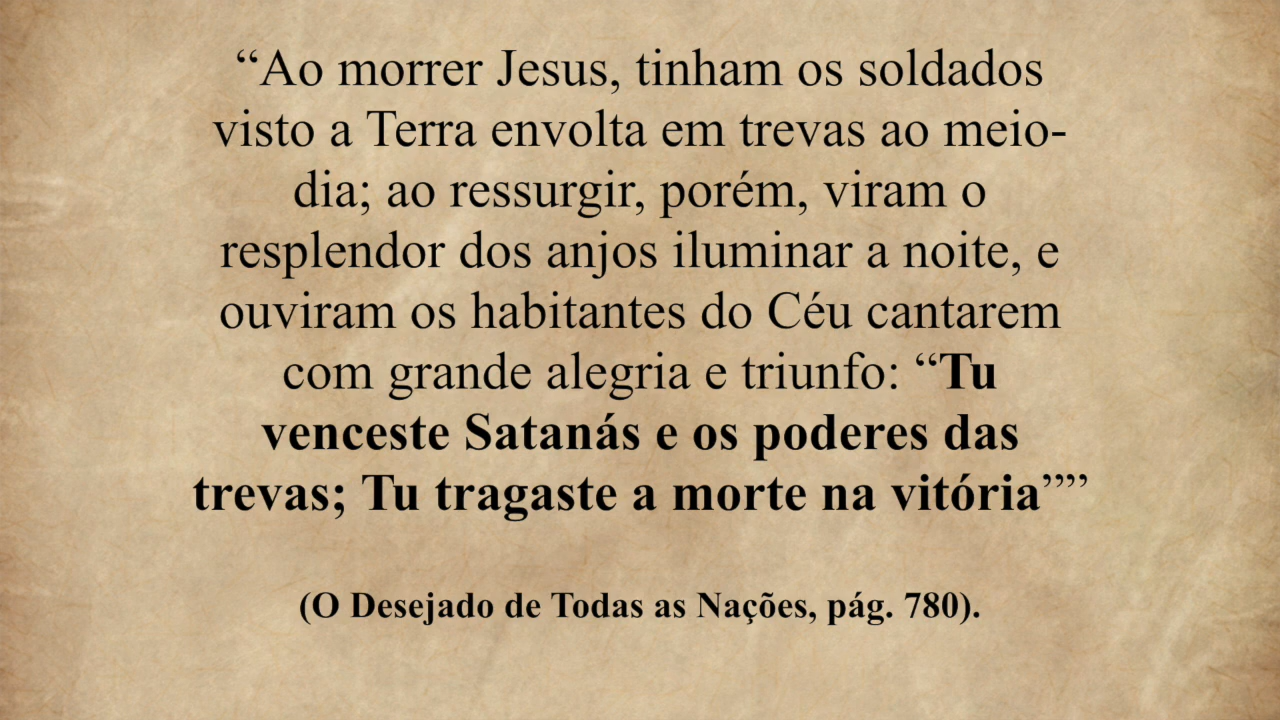 “Ao morrer Jesus, tinham os soldados
visto a Terra envolta em trevas ao meio-
dia; ao ressurgir, porém, viram o
resplendor dos anjos iluminar a noite, e
ouviram os habitantes do Céu cantarem
com grande alegria e triunfo: “Tu
venceste Satanás e os poderes das
trevas; Tu tragaste a morte na vitória”””
(O Desejado de Todas as Nações, pág. 780).